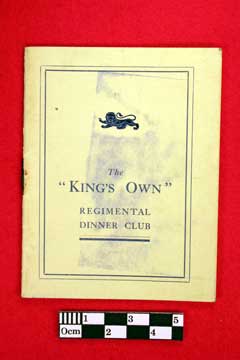 The
"KING'S OWN"
REGIMENTAL
DINNER CLUB
1 3 5
0cm 2 4